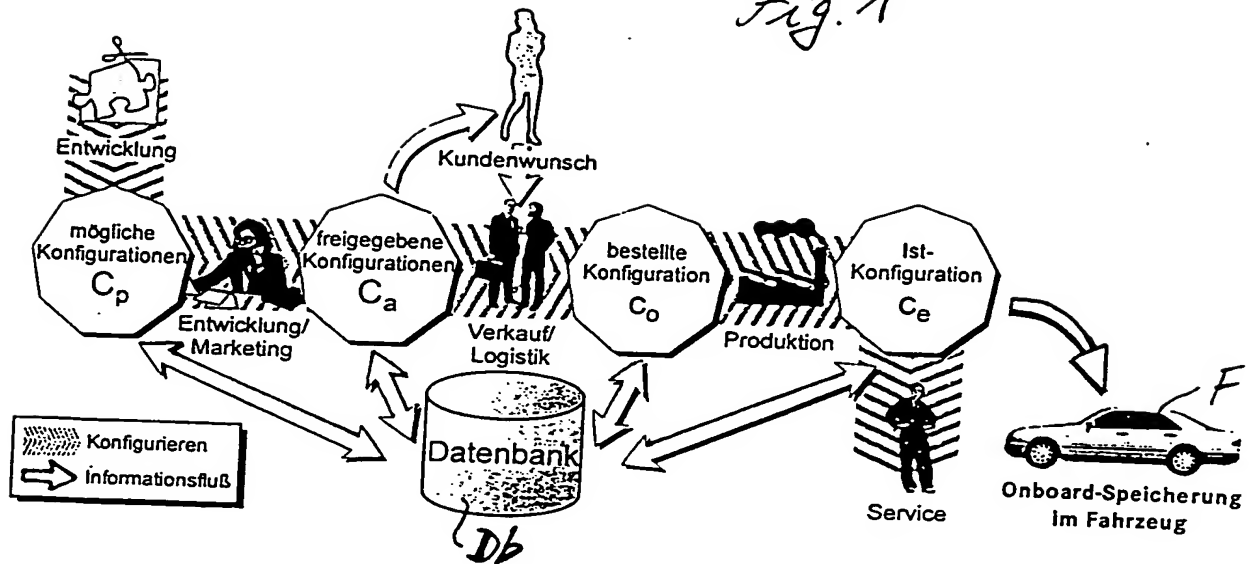 Fig. 1
Entwicklung
Kundenwunsch
mögliche
Konfigurationen
Cp
freigegebene
Konfigurationen
Ca
bestellte
Konfiguration
Co
Ist-
Konfiguration
Ce
Entwicklung/
Marketing
Verkauf/
Logistik
Produktion
Datenbank
Db
Service
F
Onboard-Speicherung
im Fahrzeug
Konfigurieren
Informationsfluß